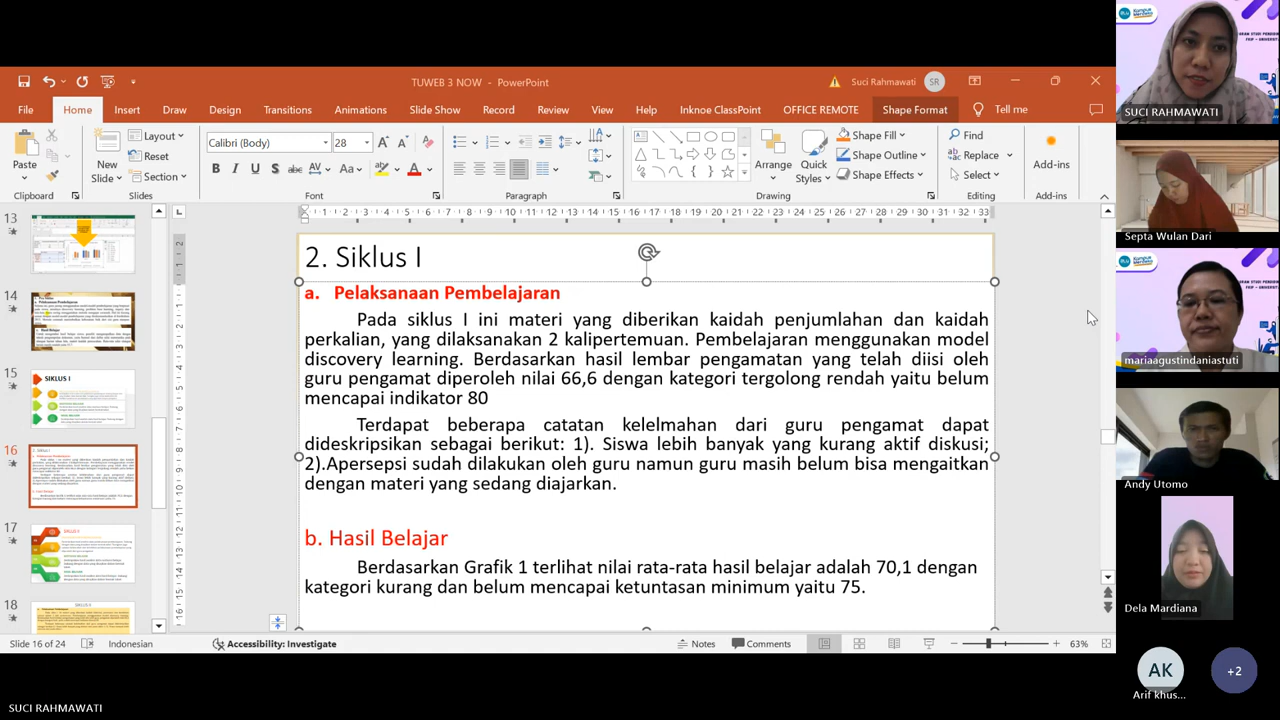 TUWEB 3 NOW - PowerPoint
Suci Rahmawati
SR
File
Home
Insert
Draw
Design
Transitions
Animations
Slide Show
Record
Review
View
Help
Inknoe ClassPoint
OFFICE REMOTE
Shape Format
Tell me
Paste
New Slide
Layout
Reset
Section
Calibri (Body)
28
Shape Fill
Shape Outline
Shape Effects
Arrange
Quick Styles
Find
Replace
Select
Add-ins
Clipboard
Slides
Font
Paragraph
Drawing
Editing
Add-ins
13
14
15
SIKLUS I
16
17
18
2. Siklus I
a. Pelaksanaan Pembelajaran
Pada siklus I ini materi yang diberikan kaidah penjumlahan dan kaidah
perkalian, yang dilaksanakan 2 kalipertemuan. Pembelajaran menggunakan model
discovery learning. Berdasarkan hasil lembar pengamatan yang telah diisi oleh
guru pengamat diperoleh nilai 66,6 dengan kategori tergolong rendah yaitu belum
mencapai indikator 80
Terdapat beberapa catatan kelelmahan dari guru pengamat dapat
dideskripsikan sebagai berikut: 1). Siswa lebih banyak yang kurang aktif diskusi;
2).Apersepsi sudah dilakukan oleh guru namun guru masih belum bisa mengaitkan
dengan materi yang sedang diajarkan.
b. Hasil Belajar
Berdasarkan Grafik 1 terlihat nilai rata-rata hasil belajar adalah 70,1 dengan
kategori kurang dan belum mencapai ketuntasan minimum yaitu 75.
Slide 16 of 24
Indonesian
Accessibility: Investigate
Notes
Comments
63%
SUCI RAHMAWATI
SUCI RAHMAWATI
Septa Wulan Dari
mariaagustindaniastuti
Andy Utomo
Dela Mardiana
AK
Arif khus...
+2